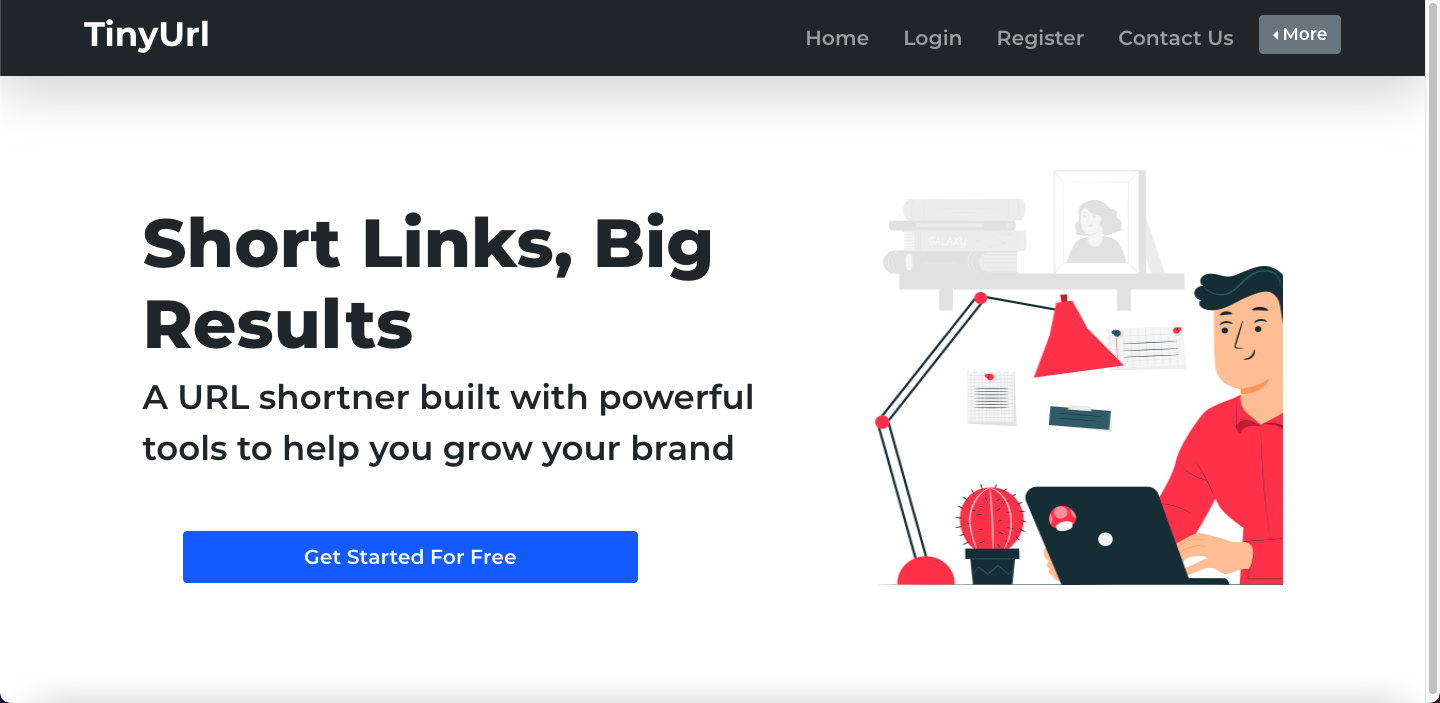 TinyUrl
Home Login Register Contact Us More
Short Links, Big
Results
A URL shortner built with powerful
tools to help you grow your brand
Get Started For Free
GALAXY